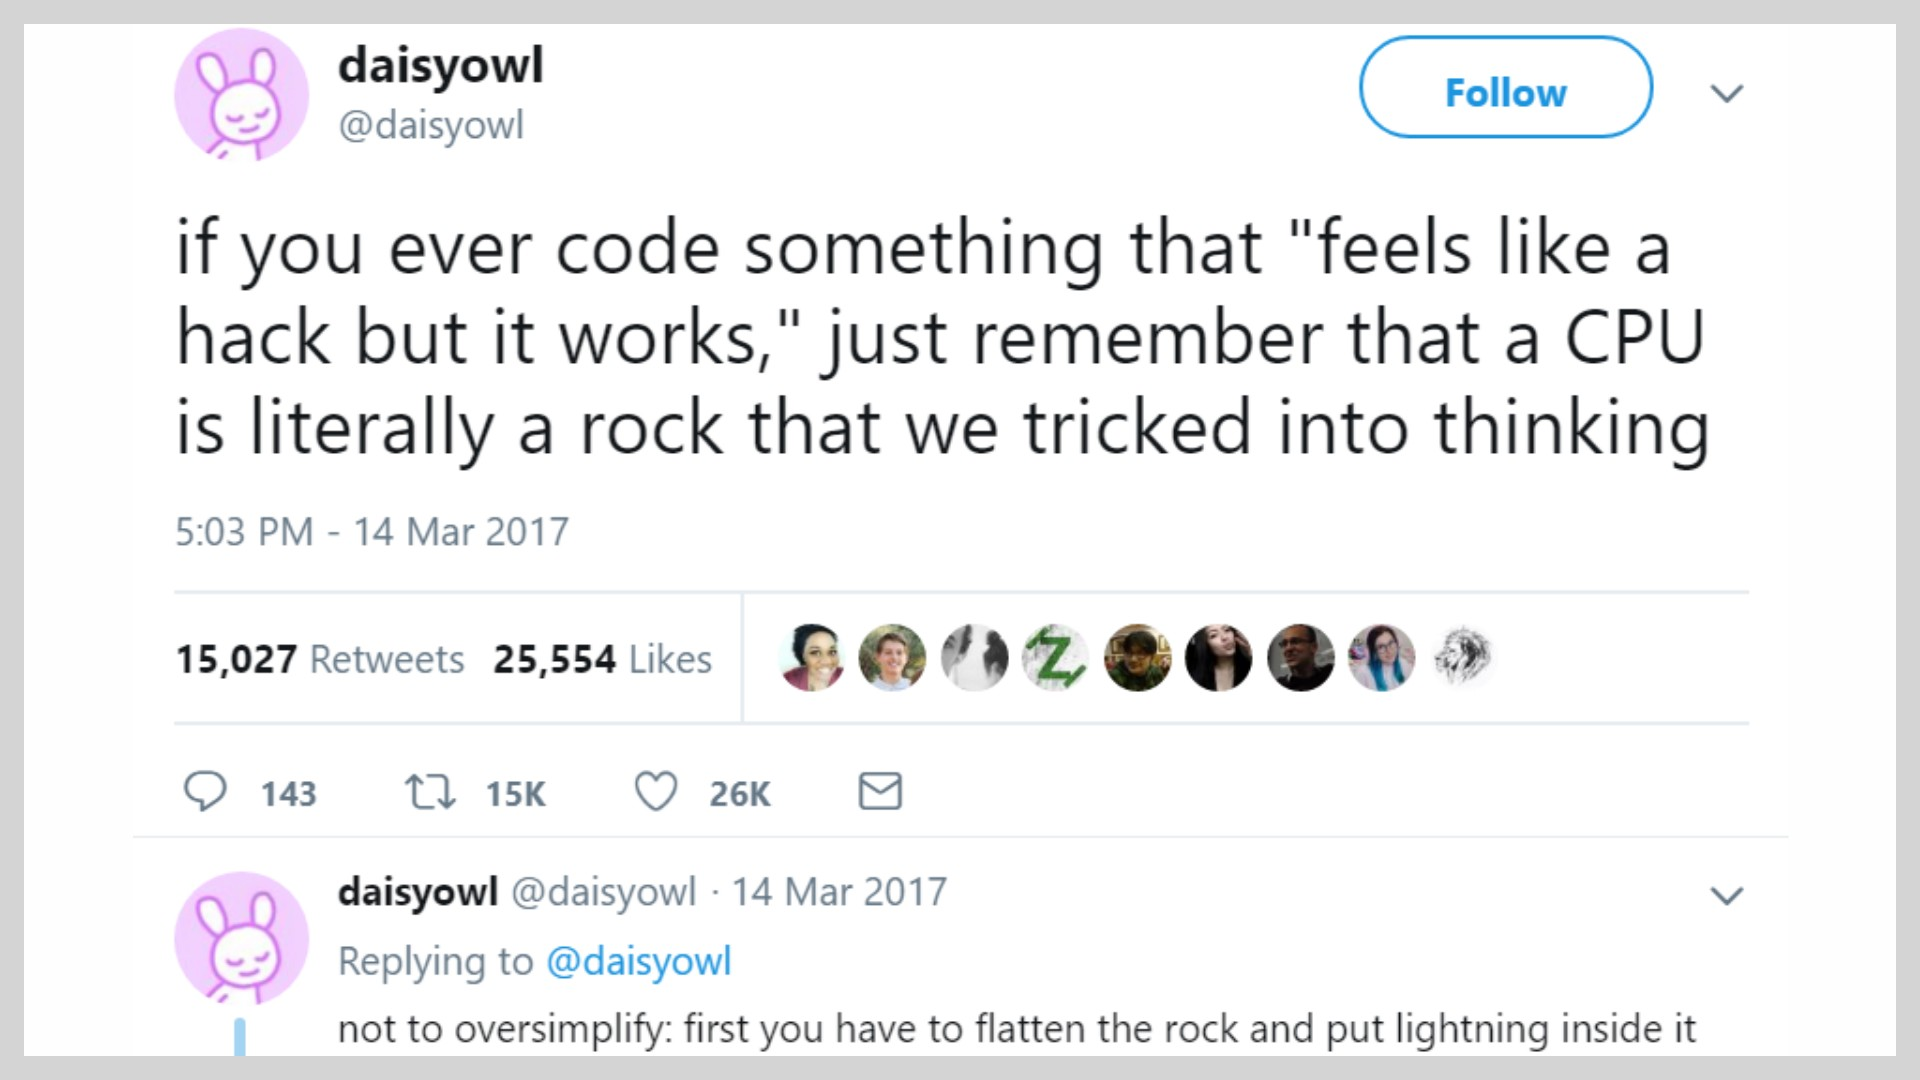 daisyowl
@daisyowl
Follow
if you ever code something that "feels like a
hack but it works," just remember that a CPU
is literally a rock that we tricked into thinking
5:03 PM - 14 Mar 2017
15,027 Retweets 25,554 Likes
Z
143 15K 26K
daisyowl @daisyowl · 14 Mar 2017
Replying to @daisyowl
not to oversimplify: first you have to flatten the rock and put lightning inside it